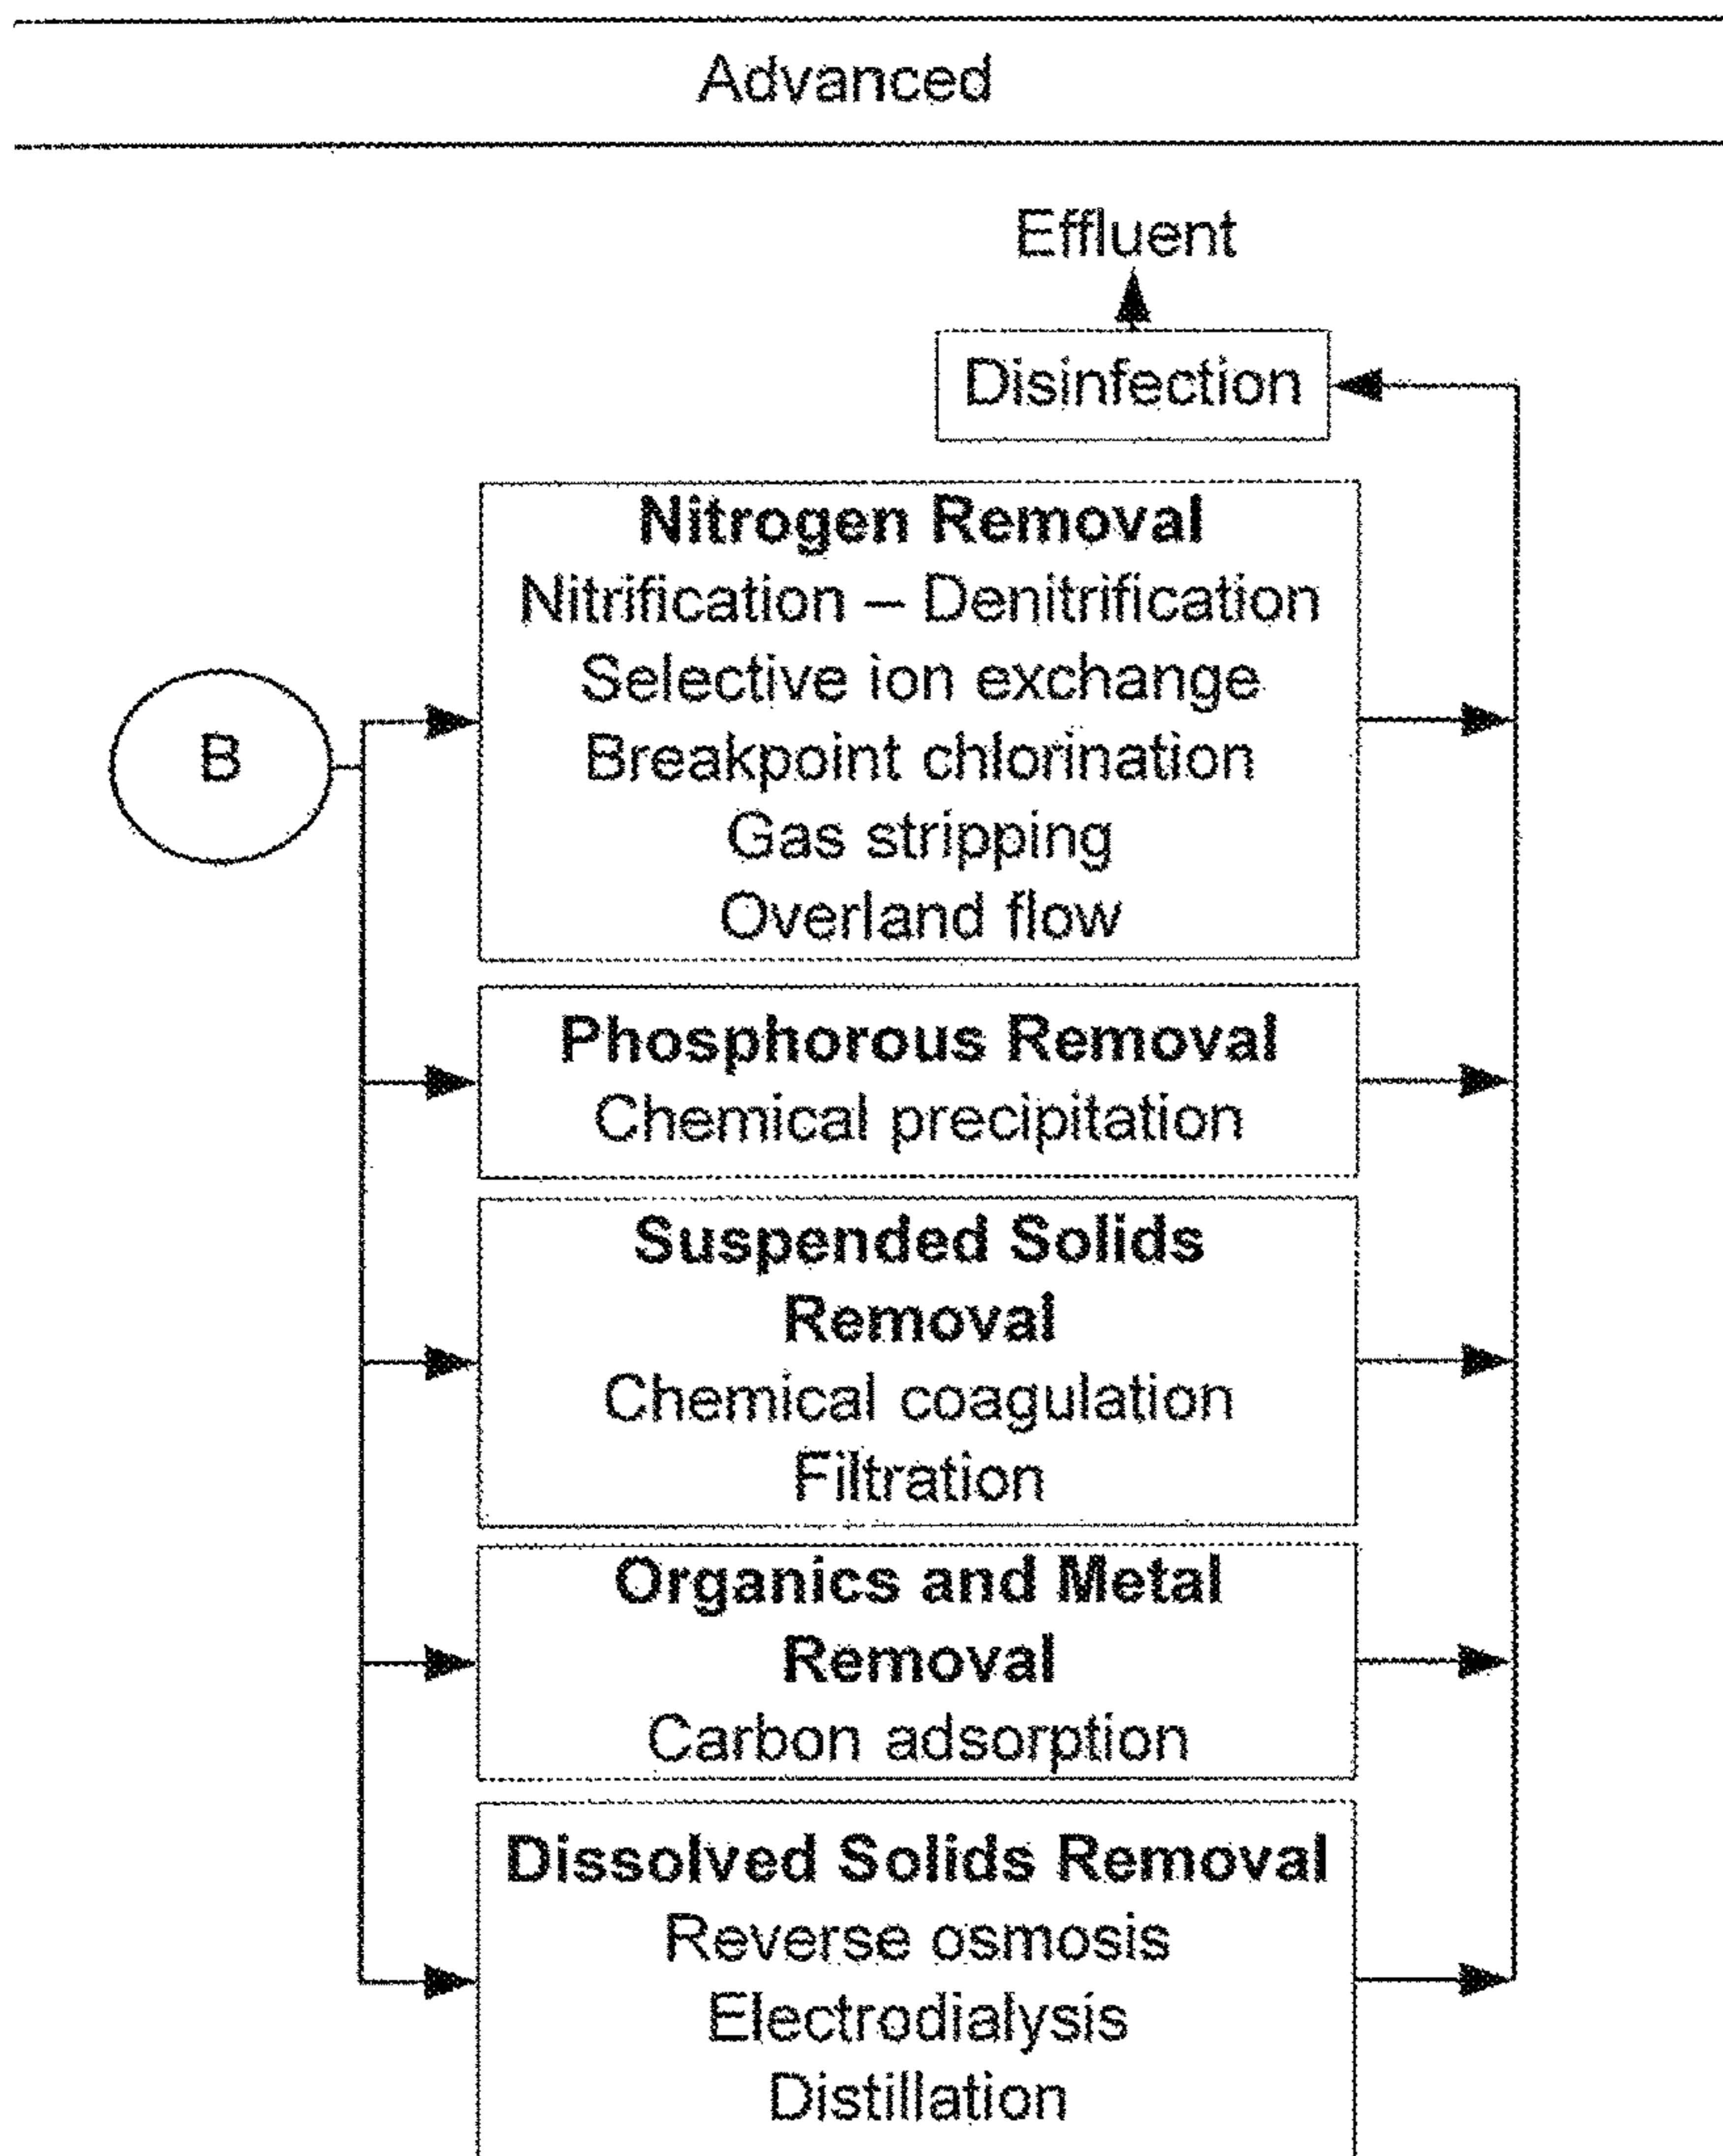 Advanced
Effluent
Disinfection
Nitrogen Removal
Nitrification – Denitrification
Selective ion exchange
Breakpoint chlorination
Gas stripping
Overland flow
B
Phosphorous Removal
Chemical precipitation
Suspended Solids
Removal
Chemical coagulation
Filtration
Organics and Metal
Removal
Carbon adsorption
Dissolved Solids Removal
Reverse osmosis
Electrodialysis
Distillation